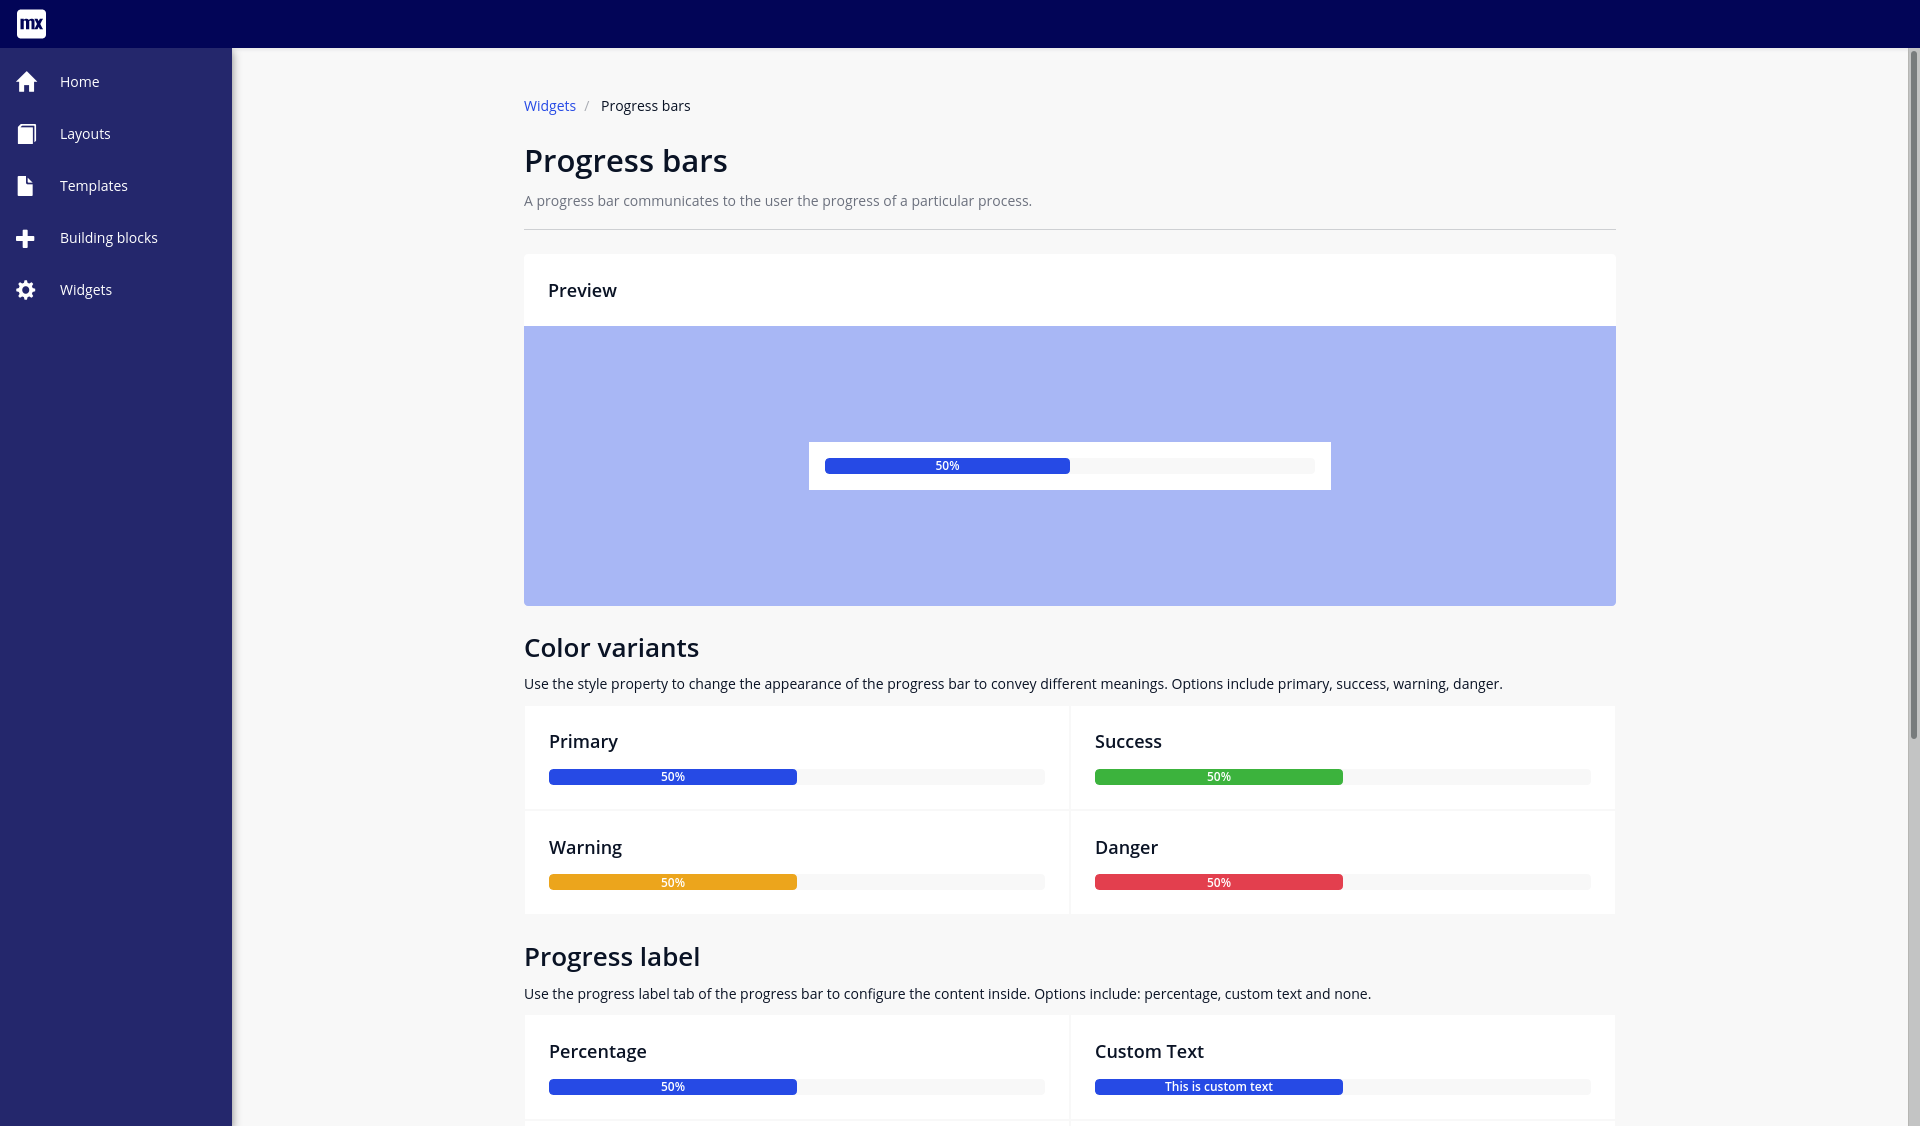 mx
Home
Layouts
Templates
Building blocks
Widgets
Widgets / Progress bars
Progress bars
A progress bar communicates to the user the progress of a particular process.
Preview
50%
Color variants
Use the style property to change the appearance of the progress bar to convey different meanings. Options include primary, success, warning, danger.
Primary
50%
Success
50%
Warning
50%
Danger
50%
Progress label
Use the progress label tab of the progress bar to configure the content inside. Options include: percentage, custom text and none.
Percentage
50%
Custom Text
This is custom text